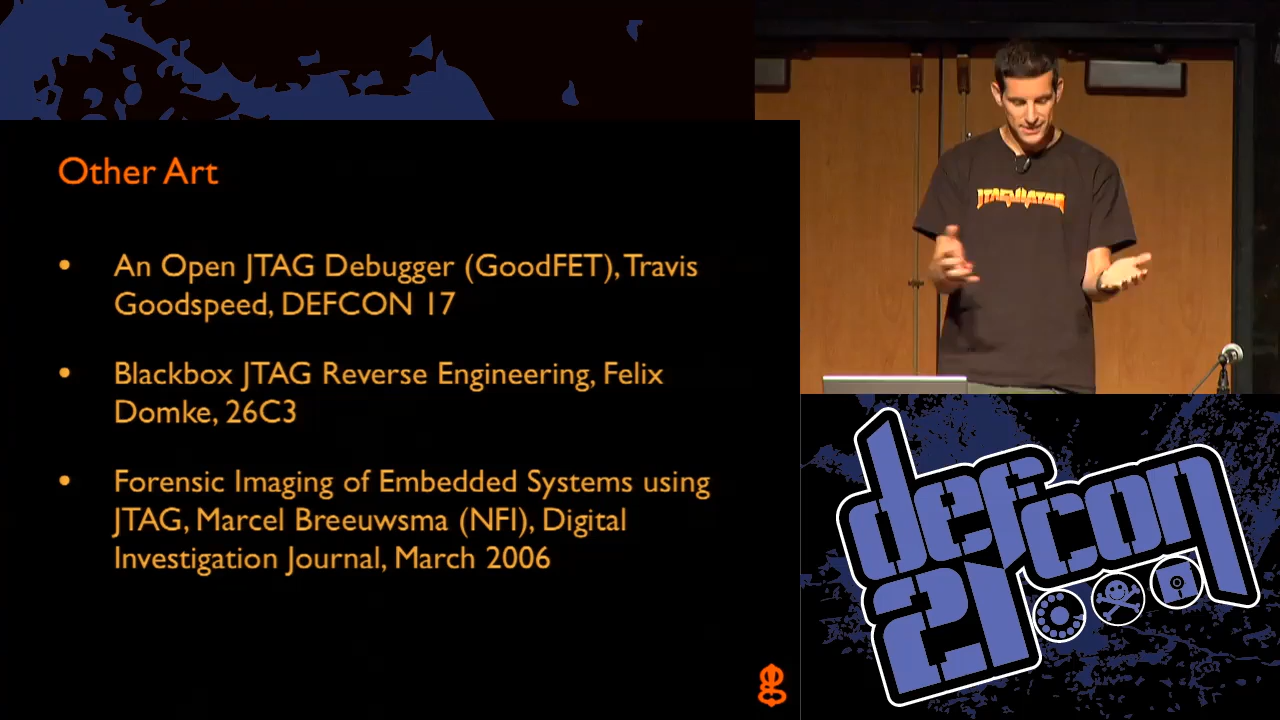 Other Art
• An Open JTAG Debugger (GoodFET), Travis
Goodspeed, DEFCON 17
• Blackbox JTAG Reverse Engineering, Felix
Domke, 26C3
• Forensic Imaging of Embedded Systems using
JTAG, Marcel Breeuwsma (NFI), Digital
Investigation Journal, March 2006
JTAGULATOR
defcon
21